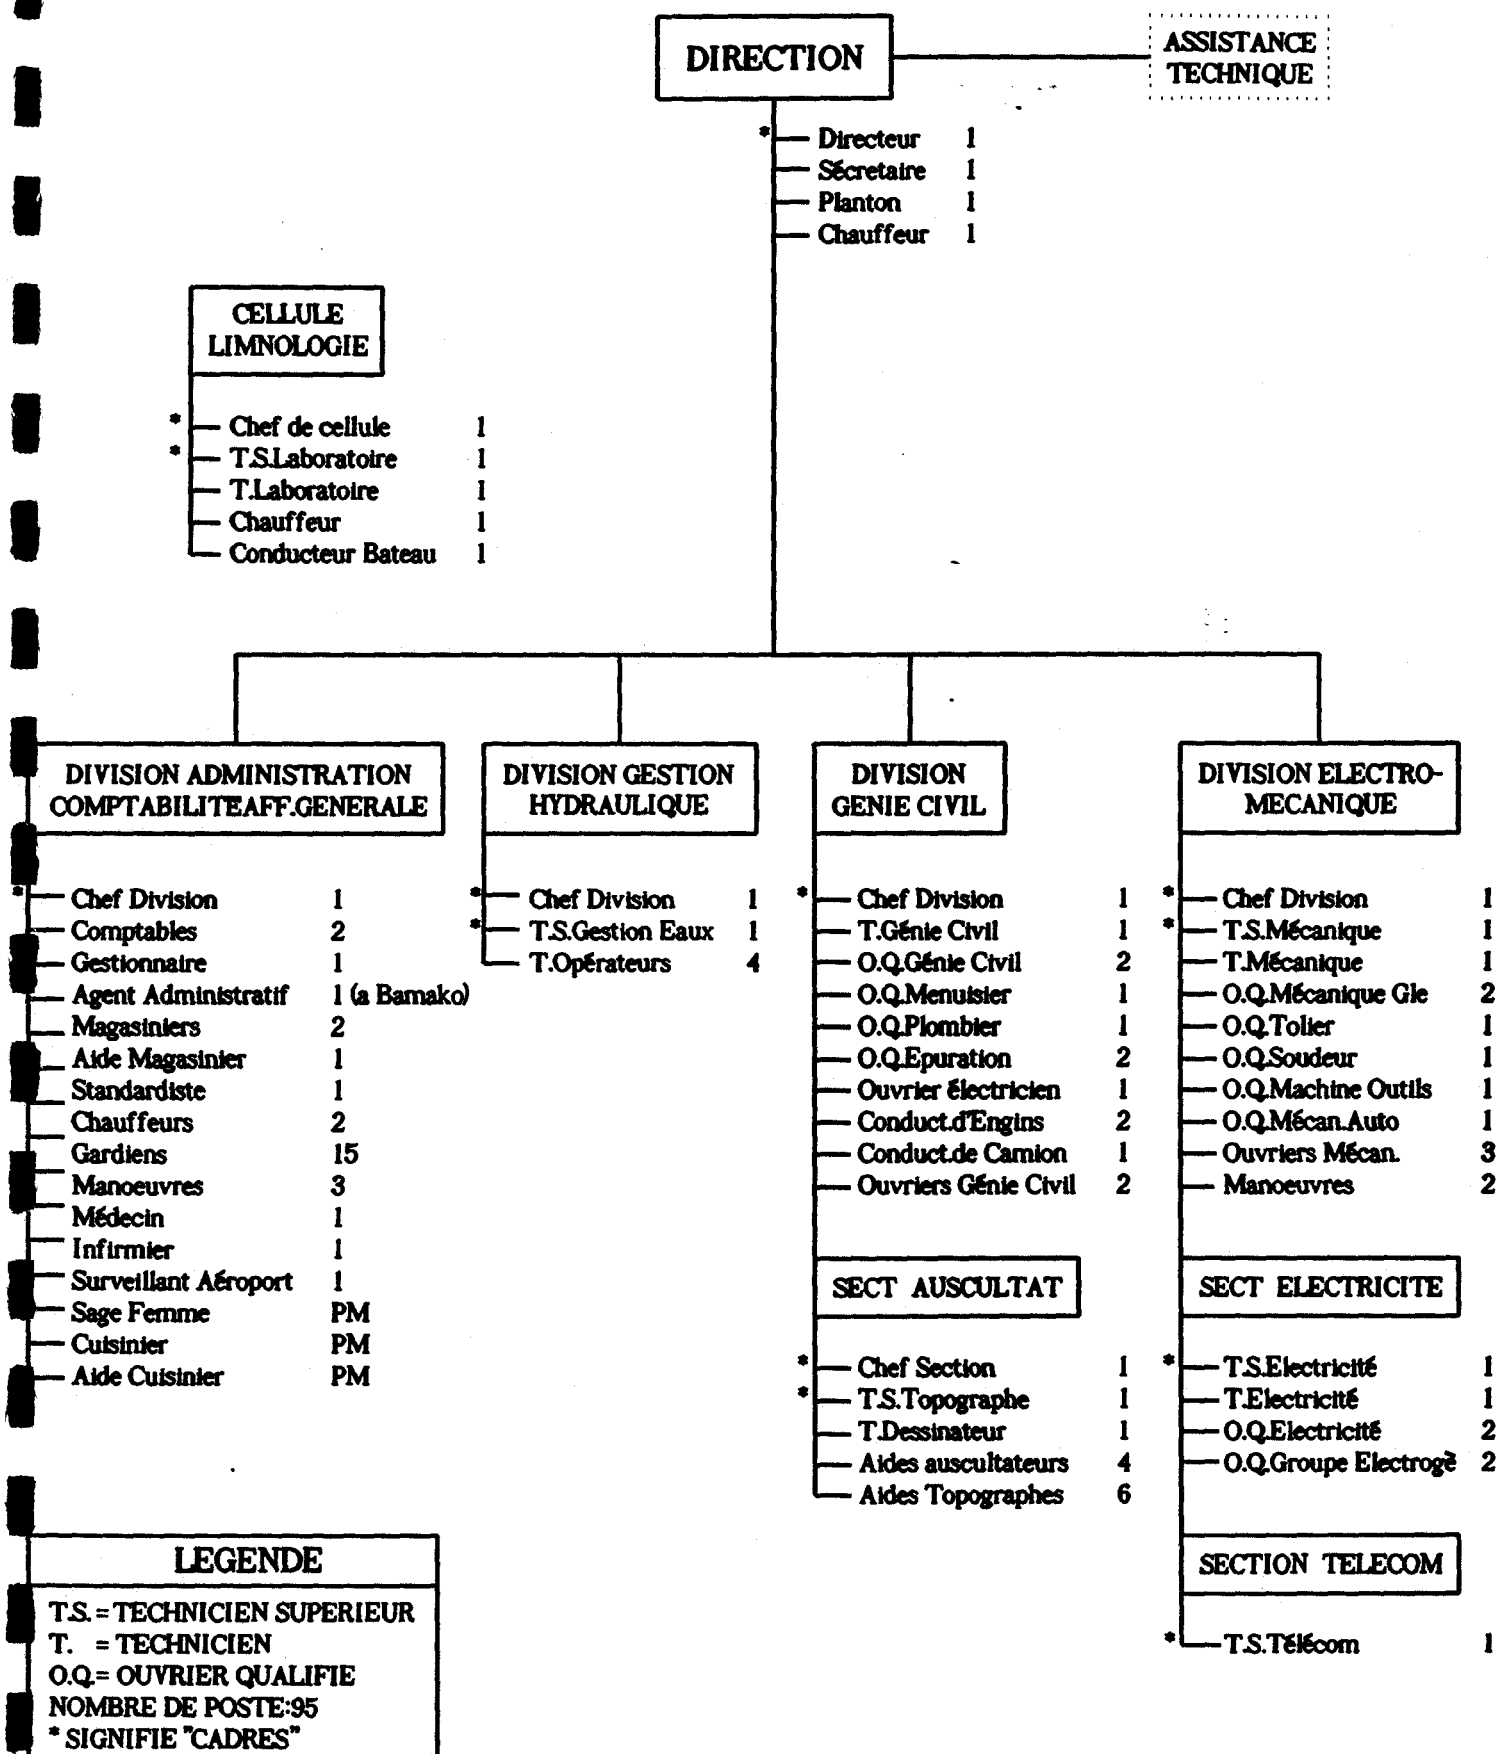 DIRECTION
ASSISTANCE
TECHNIQUE
* Directeur 1
Sécretaire 1
Planton 1
Chauffeur 1
CELLULE
LIMNOLOGIE
* Chef de cellule 1
* T.S.Laboratoire 1
T.Laboratoire 1
Chauffeur 1
Conducteur Bateau 1
DIVISION ADMINISTRATION
COMPTABILITEAFF.GENERALE
* Chef Division 1
Comptables 2
Gestionnaire 1
Agent Administratif 1 (a Bamako)
Magasiniers 2
Aide Magasinier 1
Standardiste 1
Chauffeurs 2
Gardiens 15
Manoeuvres 3
Médecin 1
Infirmier 1
Surveillant Aéroport 1
Sage Femme PM
Cuisinier PM
Aide Cuisinier PM
DIVISION GESTION
HYDRAULIQUE
* Chef Division 1
* T.S.Gestion Eaux 1
T.Opérateurs 4
DIVISION
GENIE CIVIL
* Chef Division 1
T.Génie Civil 1
O.Q.Génie Civil 2
O.Q.Menuisier 1
O.Q.Plombier 1
O.Q.Epuration 2
Ouvrier électricien 1
Conduct.d'Engins 2
Conduct.de Camion 1
Ouvriers Génie Civil 2
SECT AUSCULTAT
* Chef Section 1
* T.S.Topographe 1
T.Dessinateur 1
Aides auscultateurs 4
Aides Topographes 6
DIVISION ELECTRO-
MECANIQUE
* Chef Division 1
* T.S.Mécanique 1
T.Mécanique 1
O.Q.Mécanique Gle 2
O.Q.Tolier 1
O.Q.Soudeur 1
O.Q.Machine Outils 1
O.Q.Mécan.Auto 1
Ouvriers Mécan. 3
Manoeuvres 2
SECT ELECTRICITE
* T.S.Electricité 1
T.Electricité 1
O.Q.Electricité 2
O.Q.Groupe Electrogè 2
SECTION TELECOM
* T.S.Télécom 1
LEGENDE
T.S.= TECHNICIEN SUPERIEUR
T. = TECHNICIEN
O.Q.= OUVRIER QUALIFIE
NOMBRE DE POSTE:95
* SIGNIFIE "CADRES"